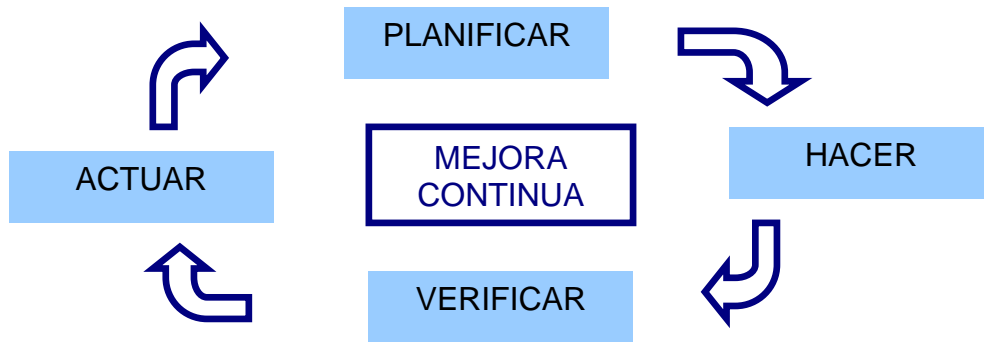 PLANIFICAR
HACER
MEJORA
CONTINUA
ACTUAR
VERIFICAR